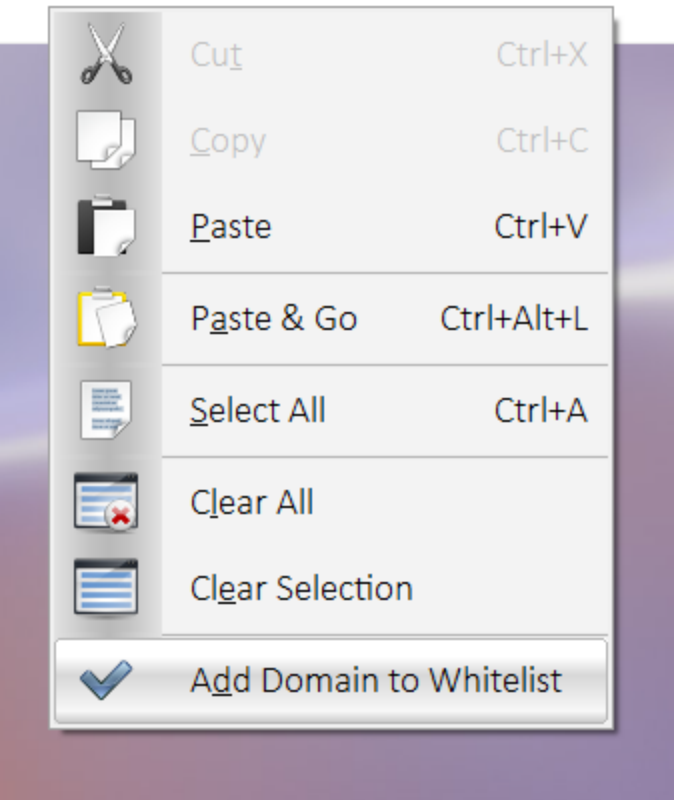 Cut Ctrl+X
Copy Ctrl+C
Paste Ctrl+V
Paste & Go Ctrl+Alt+L
Select All Ctrl+A
Clear All
Clear Selection
Add Domain to Whitelist